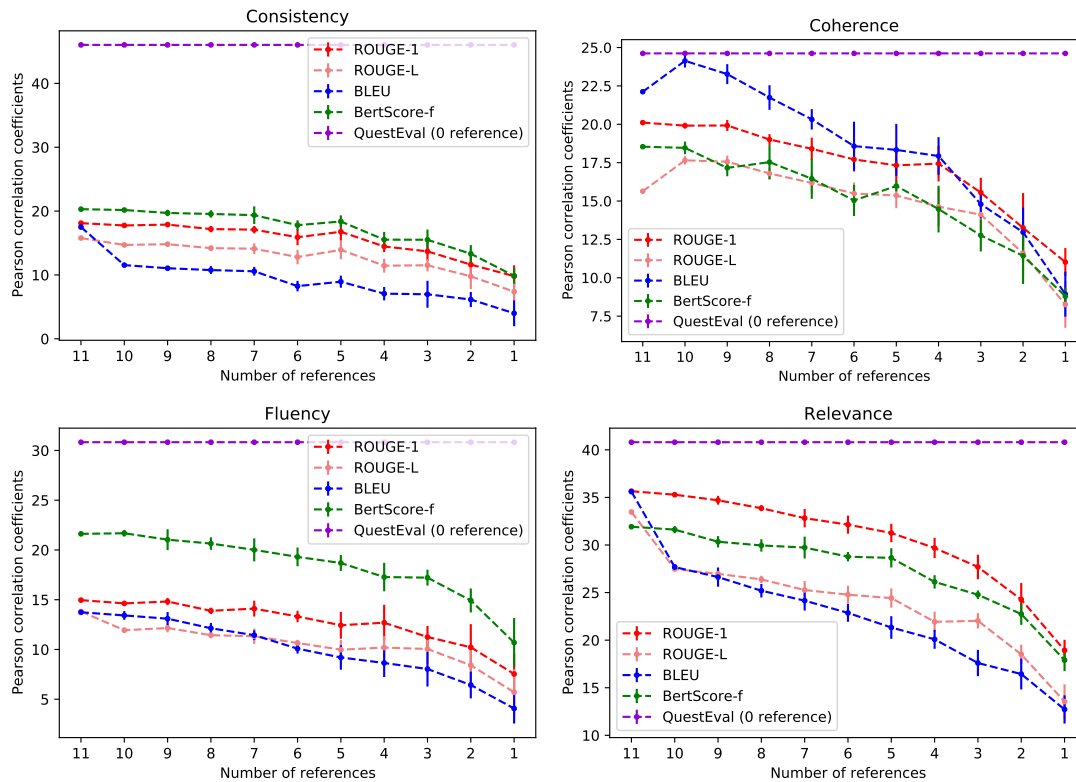 Consistency
Pearson correlation coefficients
40
30
20
10
0
ROUGE-1
ROUGE-L
BLEU
BertScore-f
QuestEval (0 reference)
11 10 9 8 7 6 5 4 3 2 1
Number of references
Coherence
Pearson correlation coefficients
25.0
22.5
20.0
17.5
15.0
12.5
10.0
7.5
ROUGE-1
ROUGE-L
BLEU
BertScore-f
QuestEval (0 reference)
11 10 9 8 7 6 5 4 3 2 1
Number of references
Fluency
Pearson correlation coefficients
30
25
20
15
10
5
ROUGE-1
ROUGE-L
BLEU
BertScore-f
QuestEval (0 reference)
11 10 9 8 7 6 5 4 3 2 1
Number of references
Relevance
Pearson correlation coefficients
40
35
30
25
20
15
10
ROUGE-1
ROUGE-L
BLEU
BertScore-f
QuestEval (0 reference)
11 10 9 8 7 6 5 4 3 2 1
Number of references